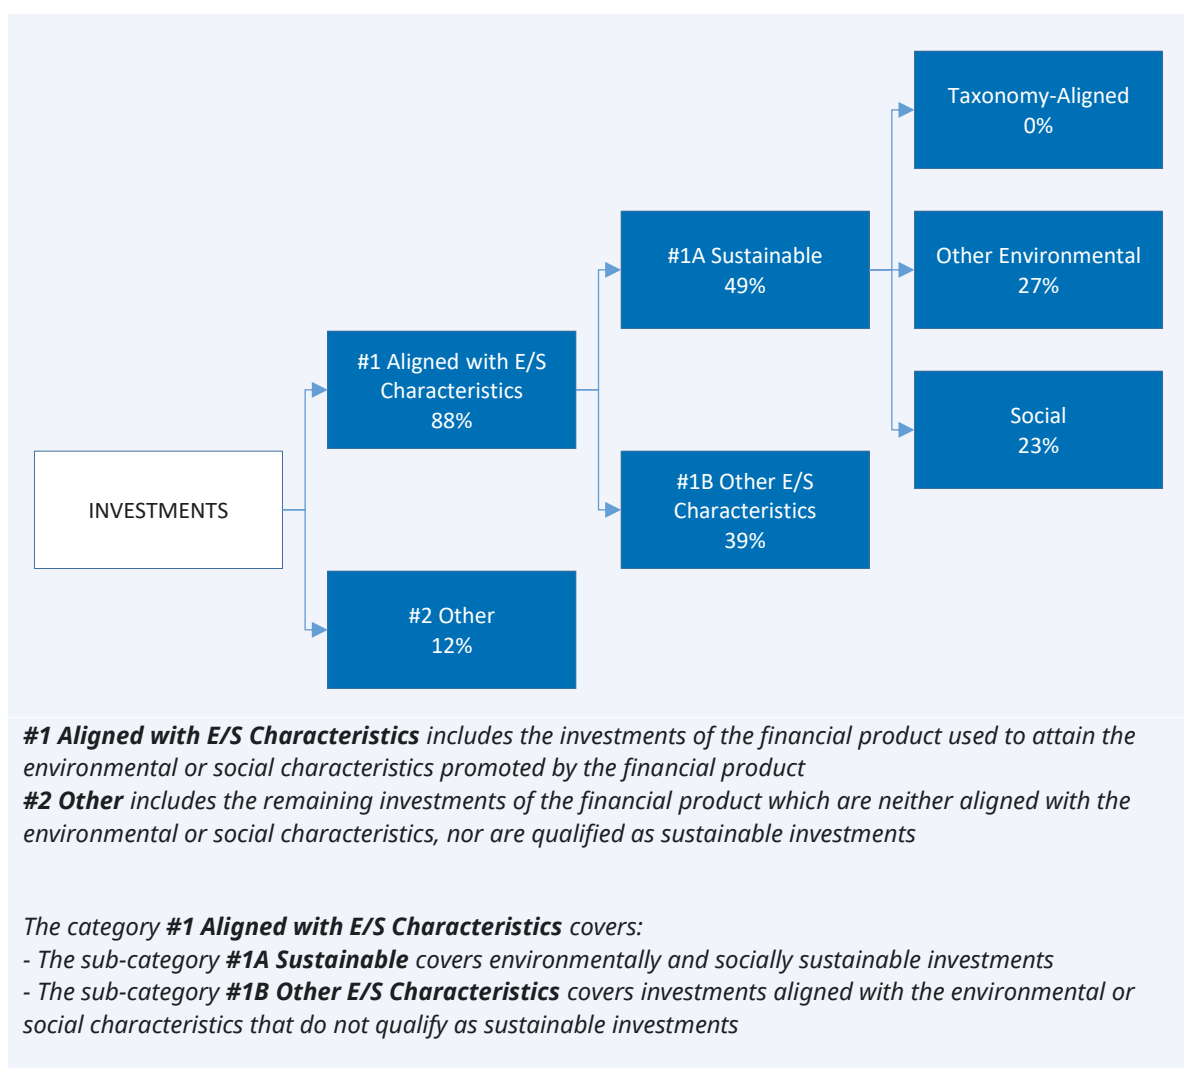 Taxonomy-Aligned
0%
#1A Sustainable
49%
Other Environmental
27%
#1 Aligned with E/S
Characteristics
88%
Social
23%
INVESTMENTS
#1B Other E/S
Characteristics
39%
#2 Other
12%
#1 Aligned with E/S Characteristics includes the investments of the financial product used to attain the
environmental or social characteristics promoted by the financial product
#2 Other includes the remaining investments of the financial product which are neither aligned with the
environmental or social characteristics, nor are qualified as sustainable investments
The category #1 Aligned with E/S Characteristics covers:
- The sub-category #1A Sustainable covers environmentally and socially sustainable investments
- The sub-category #1B Other E/S Characteristics covers investments aligned with the environmental or
social characteristics that do not qualify as sustainable investments